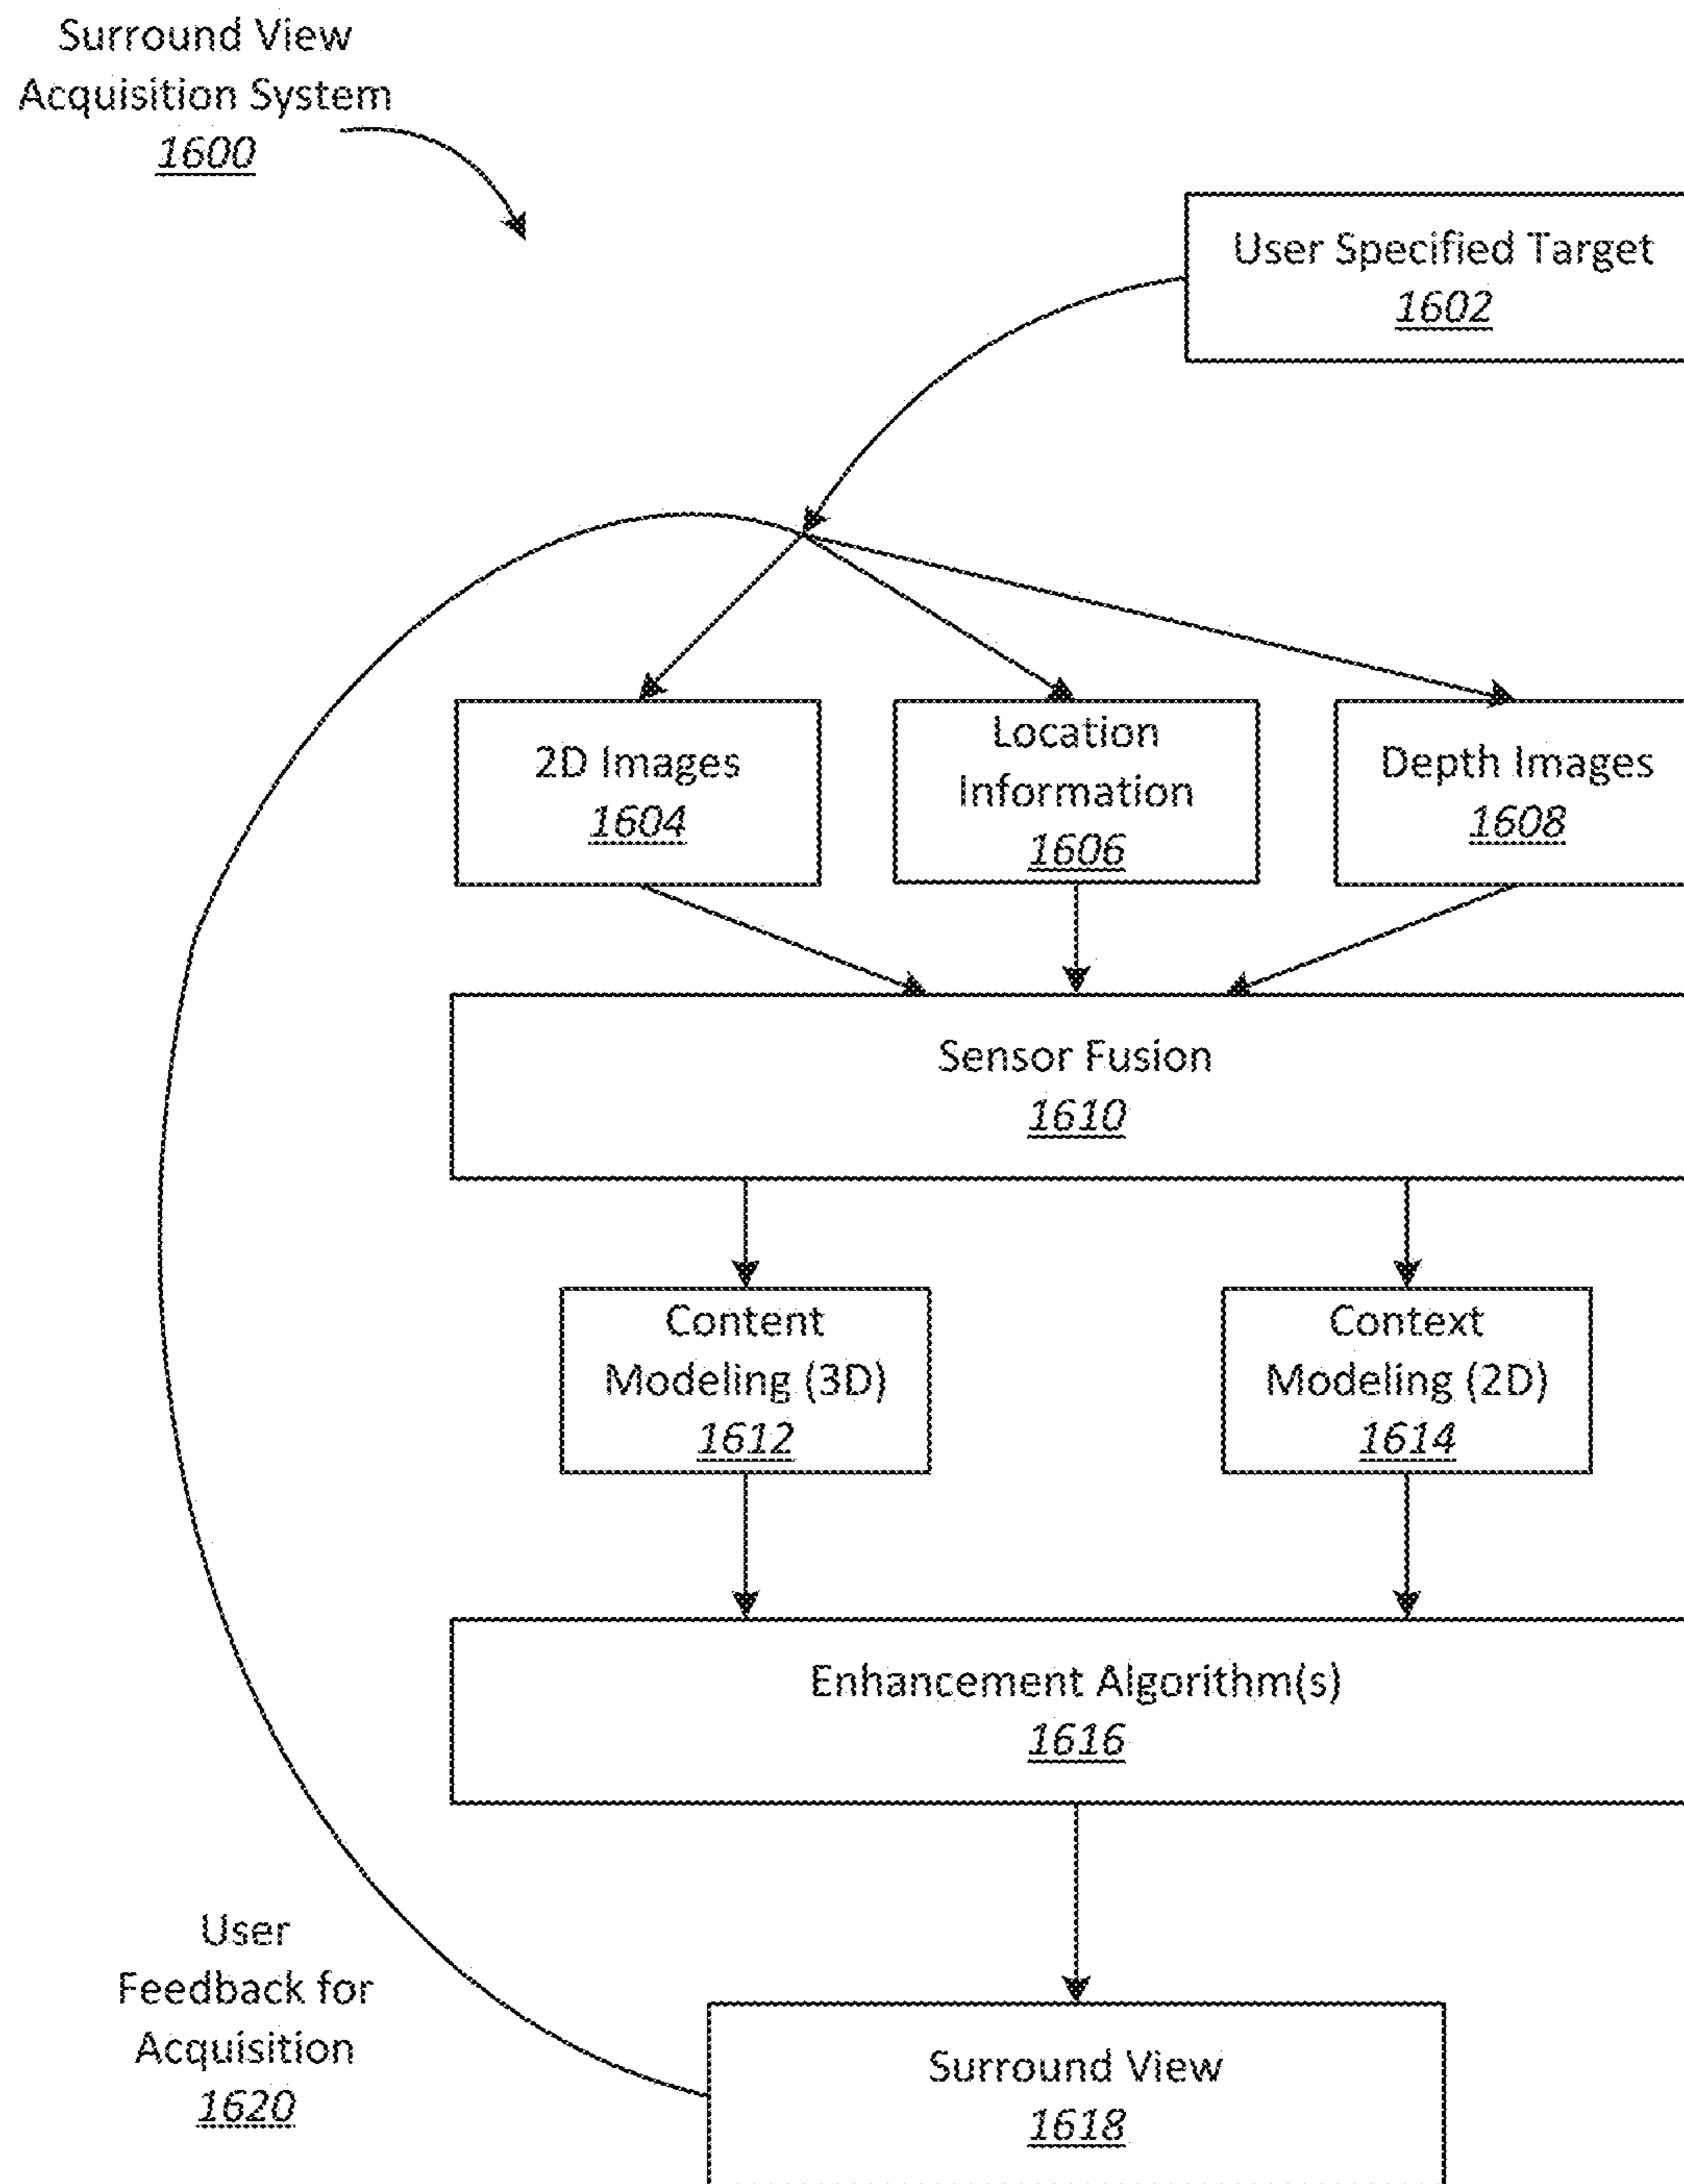 Surround View
Acquisition System
1600
User Specified Target
1602
2D Images
1604
Location
Information
1606
Depth Images
1608
Sensor Fusion
1610
Content
Modeling (3D)
1612
Context
Modeling (2D)
1614
Enhancement Algorithm(s)
1616
User
Feedback for
Acquisition
1620
Surround View
1618